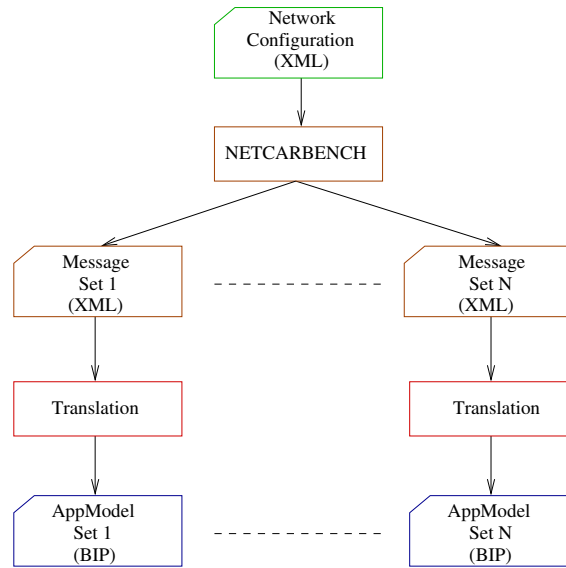 Network
Configuration
(XML)
NETCARBENCH
Message
Set 1
(XML)
Message
Set N
(XML)
Translation
Translation
AppModel
Set 1
(BIP)
AppModel
Set N
(BIP)